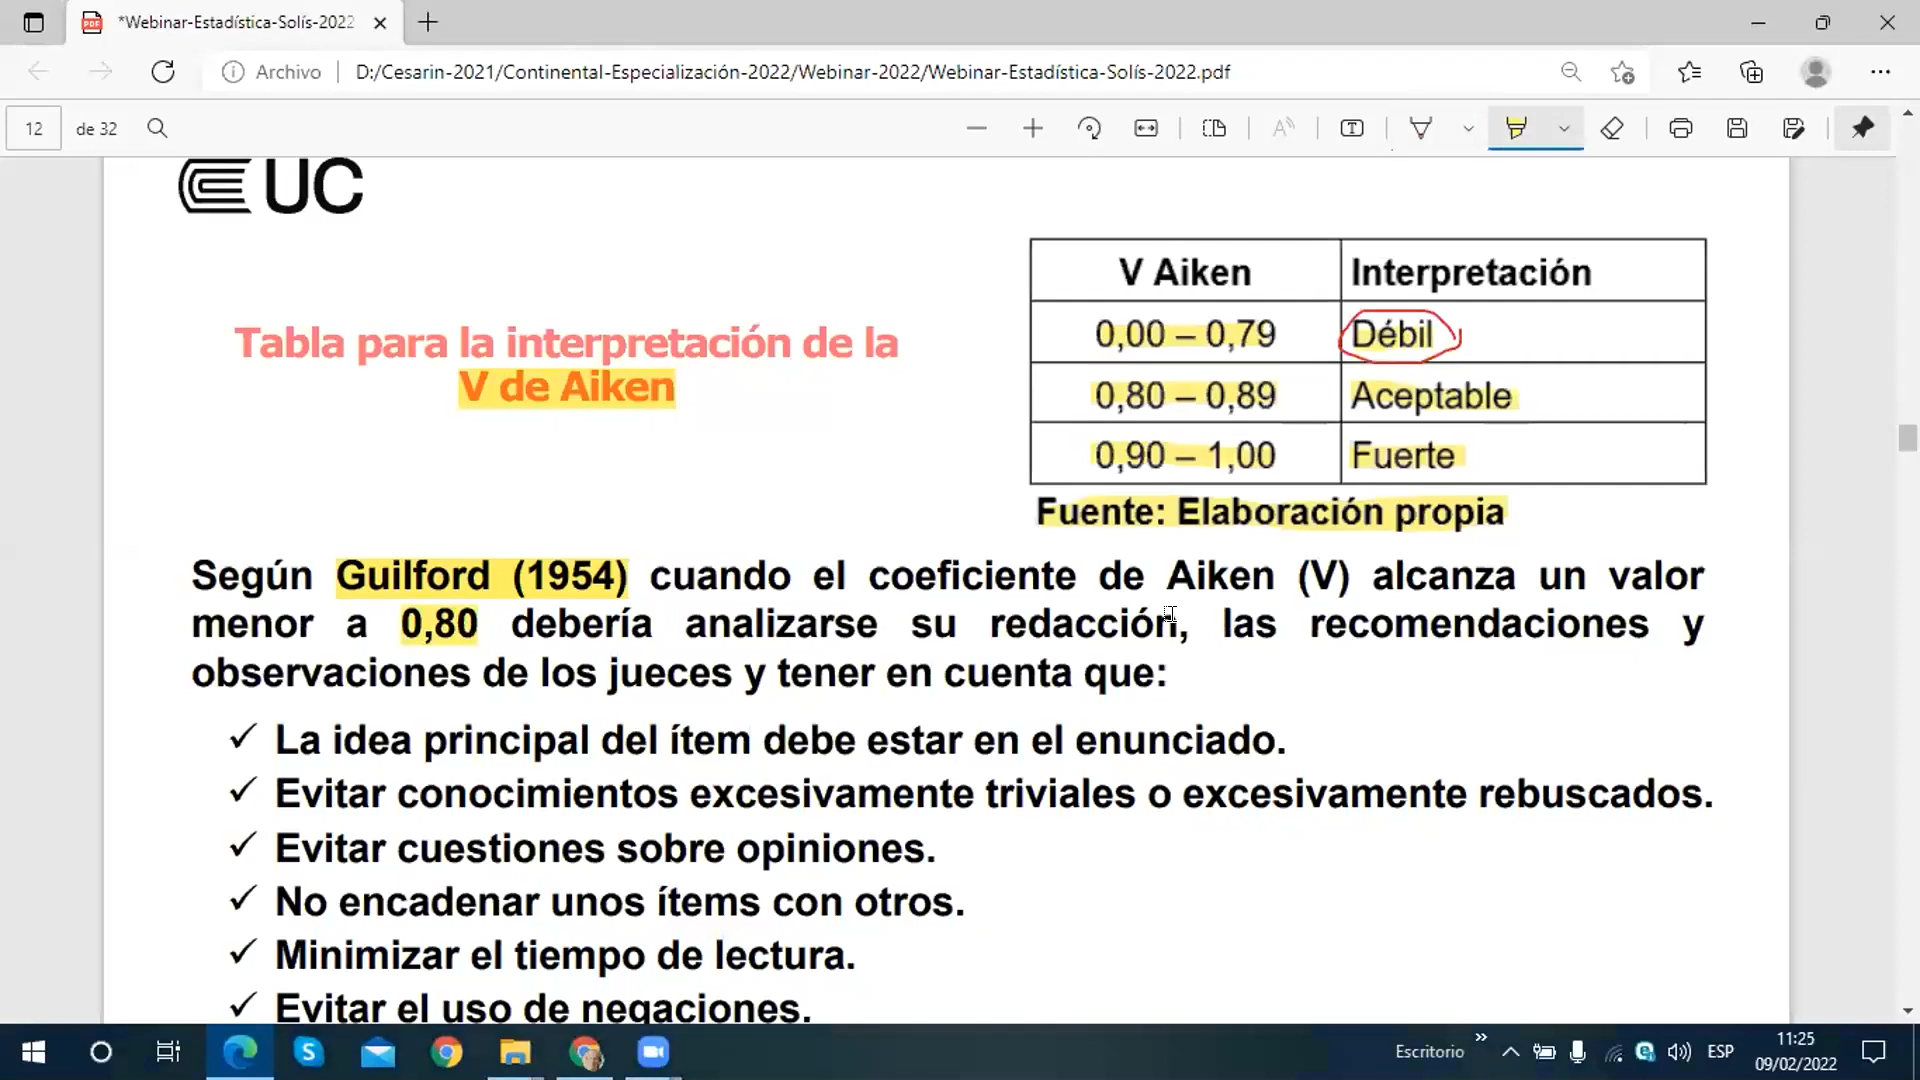 *Webinar-Estadística-Solís-2022
Archivo
D:/Cesarin-2021/Continental-Especialización-2022/Webinar-2022/Webinar-Estadística-Solís-2022.pdf
12 de 32
UC
Tabla para la interpretación de la
V de Aiken
V Aiken Interpretación
0,00 – 0,79 Débil
0,80 – 0,89 Aceptable
0,90 – 1,00 Fuerte
Fuente: Elaboración propia
Según Guilford (1954) cuando el coeficiente de Aiken (V) alcanza un valor
menor a 0,80 debería analizarse su redacción, las recomendaciones y
observaciones de los jueces y tener en cuenta que:
✓ La idea principal del ítem debe estar en el enunciado.
✓ Evitar conocimientos excesivamente triviales o excesivamente rebuscados.
✓ Evitar cuestiones sobre opiniones.
✓ No encadenar unos ítems con otros.
✓ Minimizar el tiempo de lectura.
✓ Evitar el uso de negaciones.
Escritorio
ESP
11:25
09/02/2022